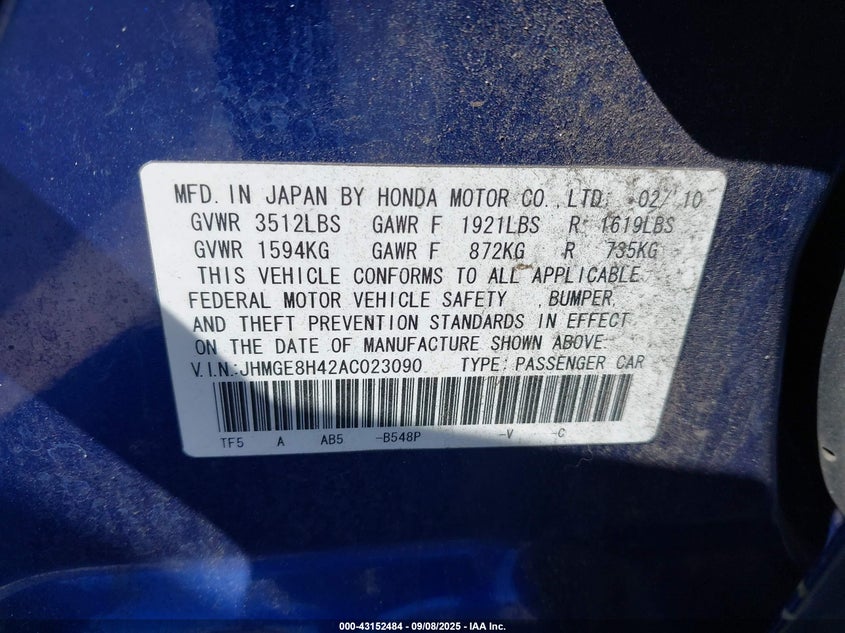 MFD. IN JAPAN BY HONDA MOTOR CO., LTD. 02/10
GVWR 3512LBS GAWR F 1921LBS R 1619LBS
GVWR 1594KG GAWR F 872KG R 735KG
THIS VEHICLE CONFORMS TO ALL APPLICABLE
FEDERAL MOTOR VEHICLE SAFETY , BUMPER,
AND THEFT PREVENTION STANDARDS IN EFFECT
ON THE DATE OF MANUFACTURE SHOWN ABOVE.
V.I.N.:JHMGE8H42AC023090 TYPE: PASSENGER CAR
TF5 A AB5 -B548P -V -C
000-43152484 - 09/08/2025 - IAA Inc.